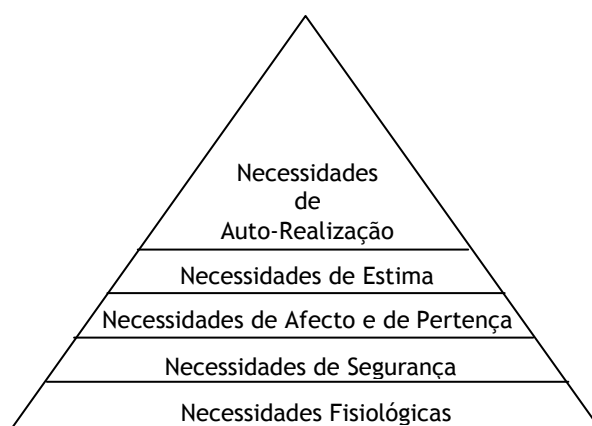 Necessidades
de
Auto-Realização
Necessidades de Estima
Necessidades de Afecto e de Pertença
Necessidades de Segurança
Necessidades Fisiológicas